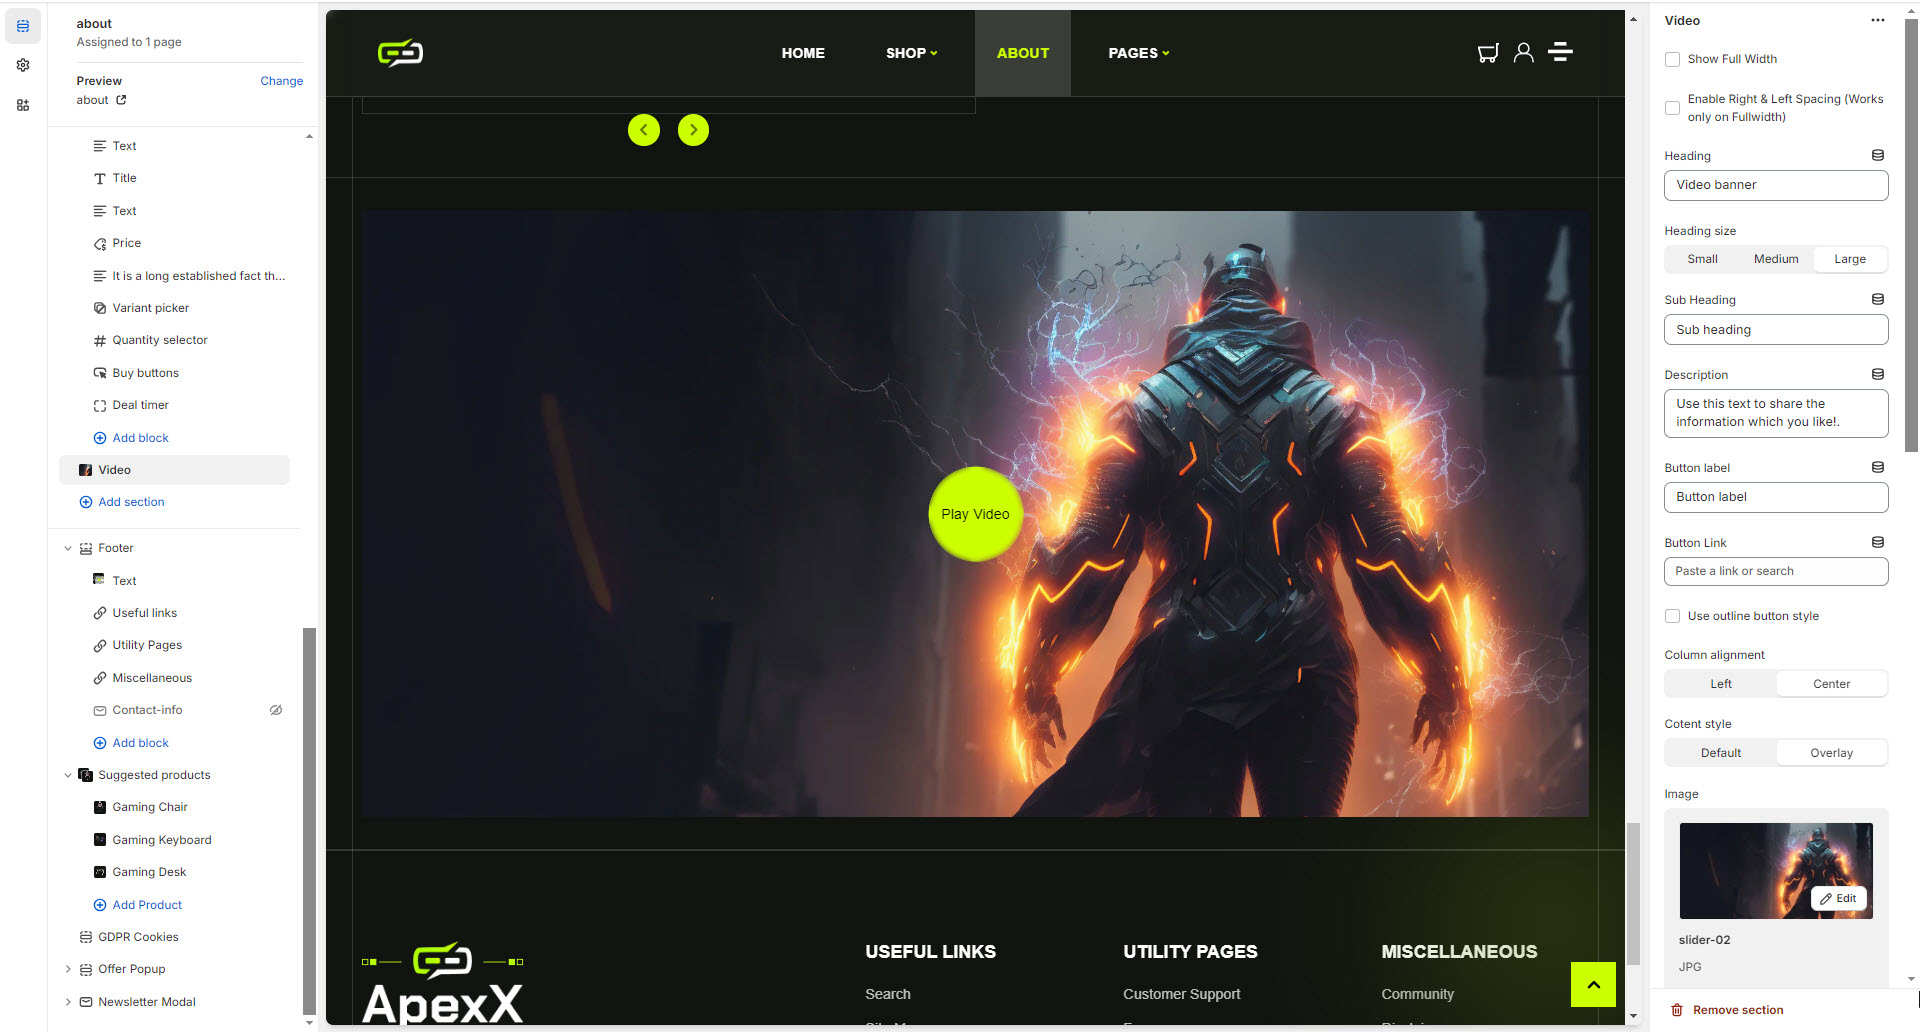 about
Assigned to 1 page
Preview
Change
about
Text
Title
Text
Price
It is a long established fact th...
Variant picker
Quantity selector
Buy buttons
Deal timer
Add block
Video
Add section
Footer
Text
Useful links
Utility Pages
Miscellaneous
Contact-info
Add block
Suggested products
Gaming Chair
Gaming Keyboard
Gaming Desk
Add Product
GDPR Cookies
Offer Popup
Newsletter Modal
HOME
SHOP
ABOUT
PAGES
Play Video
ApexX
USEFUL LINKS
Search
UTILITY PAGES
Customer Support
MISCELLANEOUS
Community
Video
Show Full Width
Enable Right & Left Spacing (Works
only on Fullwidth)
Heading
Video banner
Heading size
Small
Medium
Large
Sub Heading
Sub heading
Description
Use this text to share the
information which you like!.
Button label
Button label
Button Link
Paste a link or search
Use outline button style
Column alignment
Left
Center
Cotent style
Default
Overlay
Image
Edit
slider-02
JPG
Remove section